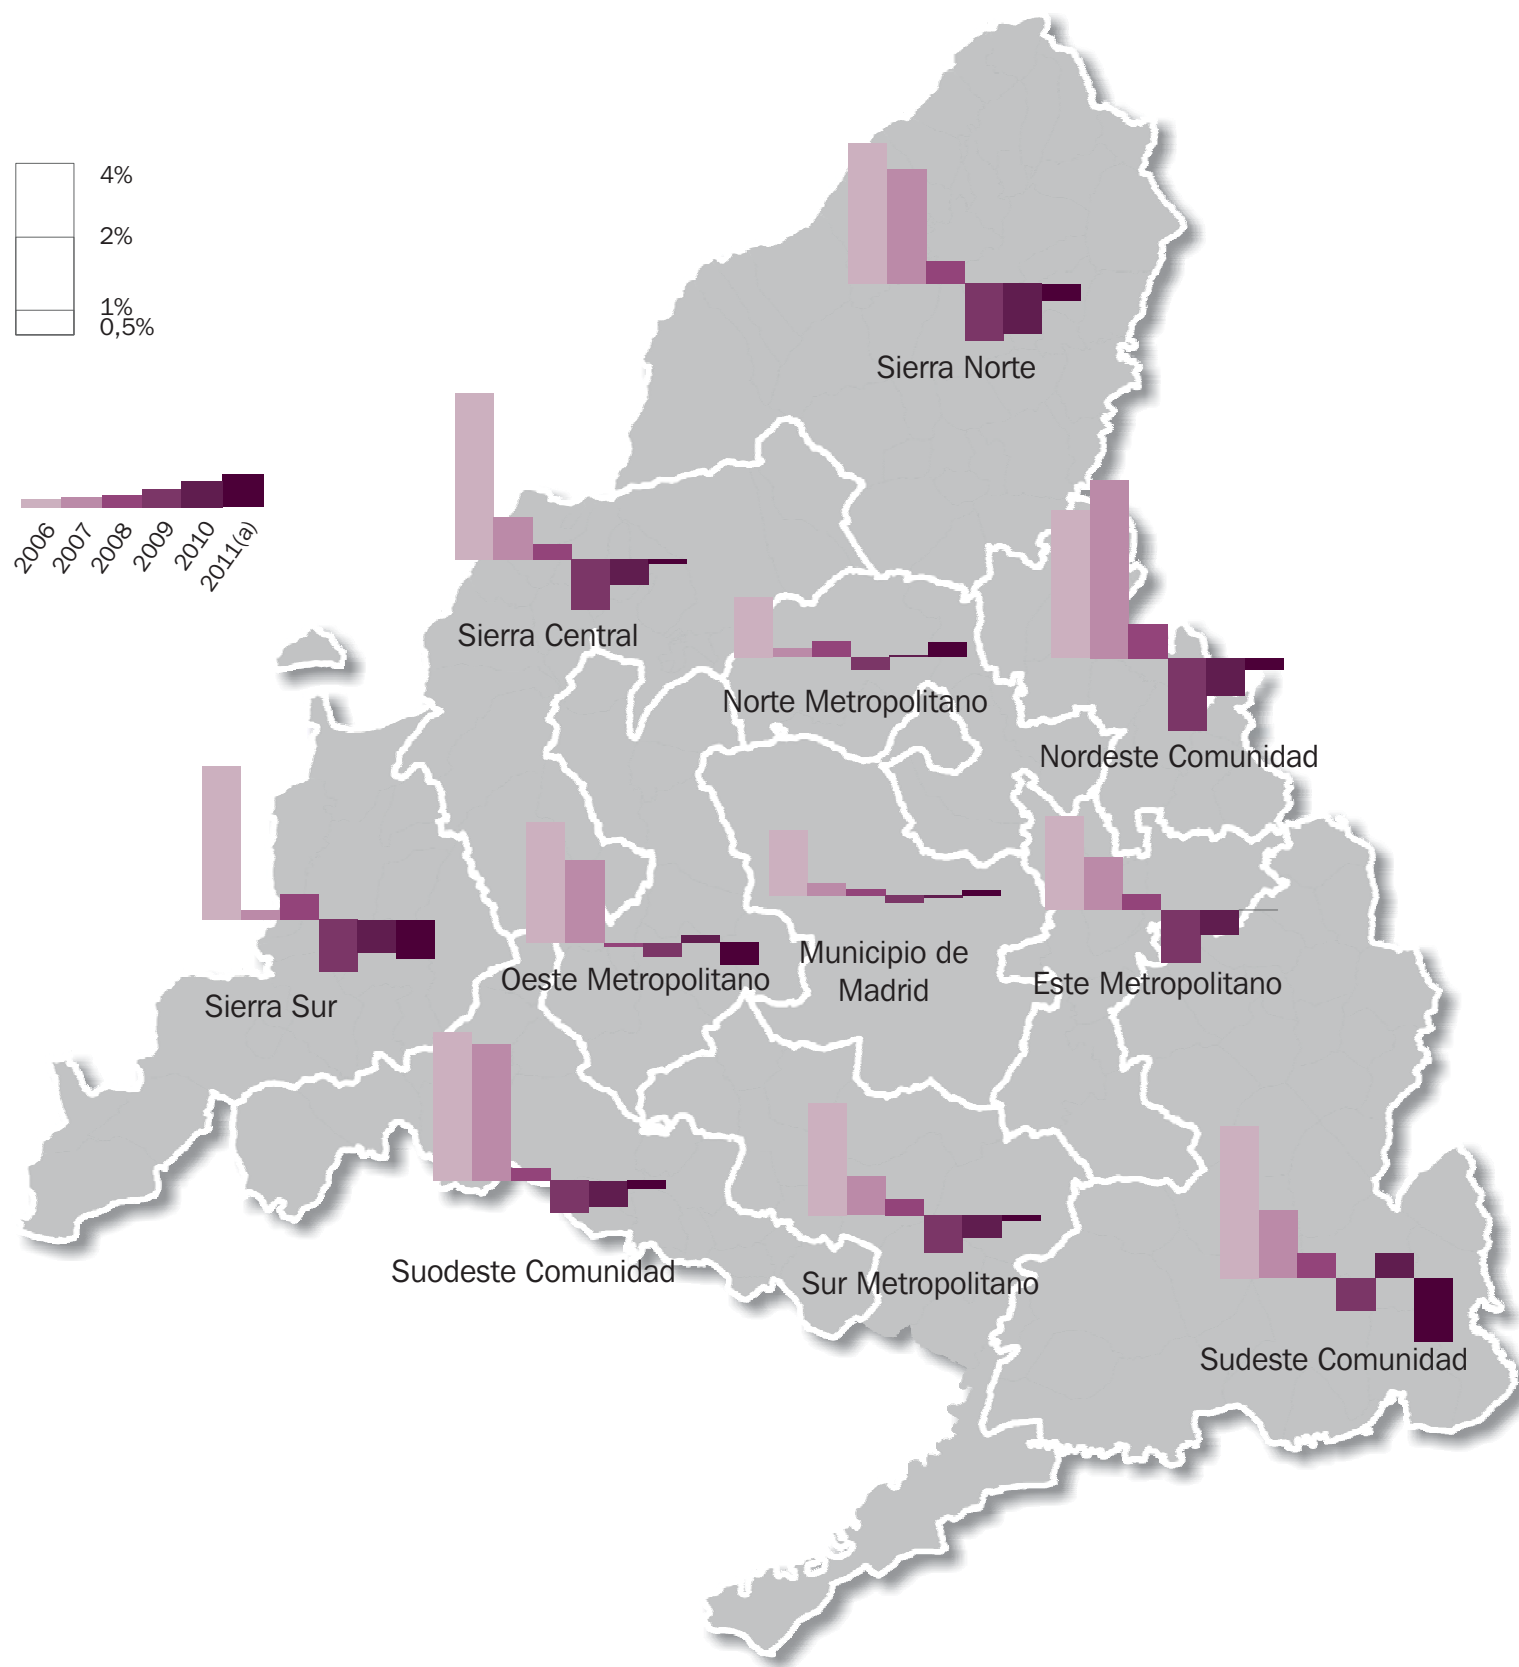 4%
2%
1%
0,5%
2006
2007
2008
2009
2010
2011(a)
Sierra Norte
Sierra Central
Norte Metropolitano
Nordeste Comunidad
Municipio de
Madrid
Oeste Metropolitano
Este Metropolitano
Sierra Sur
Suodeste Comunidad
Sur Metropolitano
Sudeste Comunidad